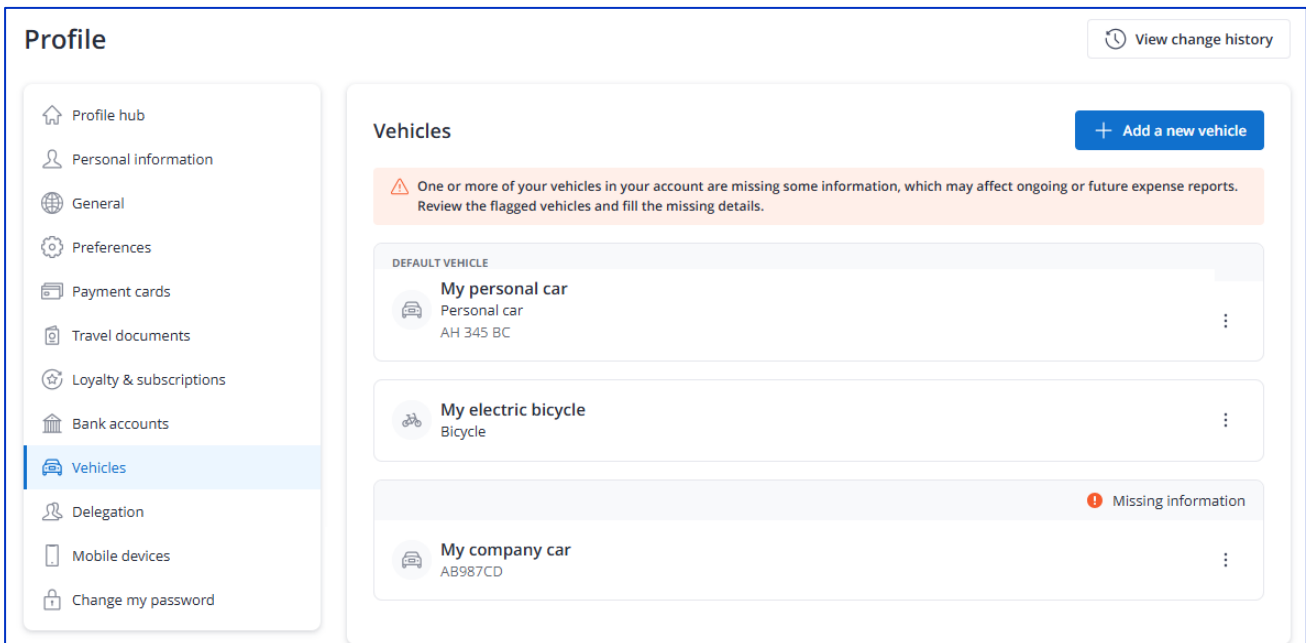 Profile
View change history
Profile hub
Personal information
General
Preferences
Payment cards
Travel documents
Loyalty & subscriptions
Bank accounts
Vehicles
Delegation
Mobile devices
Change my password
Vehicles
+ Add a new vehicle
One or more of your vehicles in your account are missing some information, which may affect ongoing or future expense reports.
Review the flagged vehicles and fill the missing details.
DEFAULT VEHICLE
My personal car
Personal car
AH 345 BC
My electric bicycle
Bicycle
Missing information
My company car
AB987CD